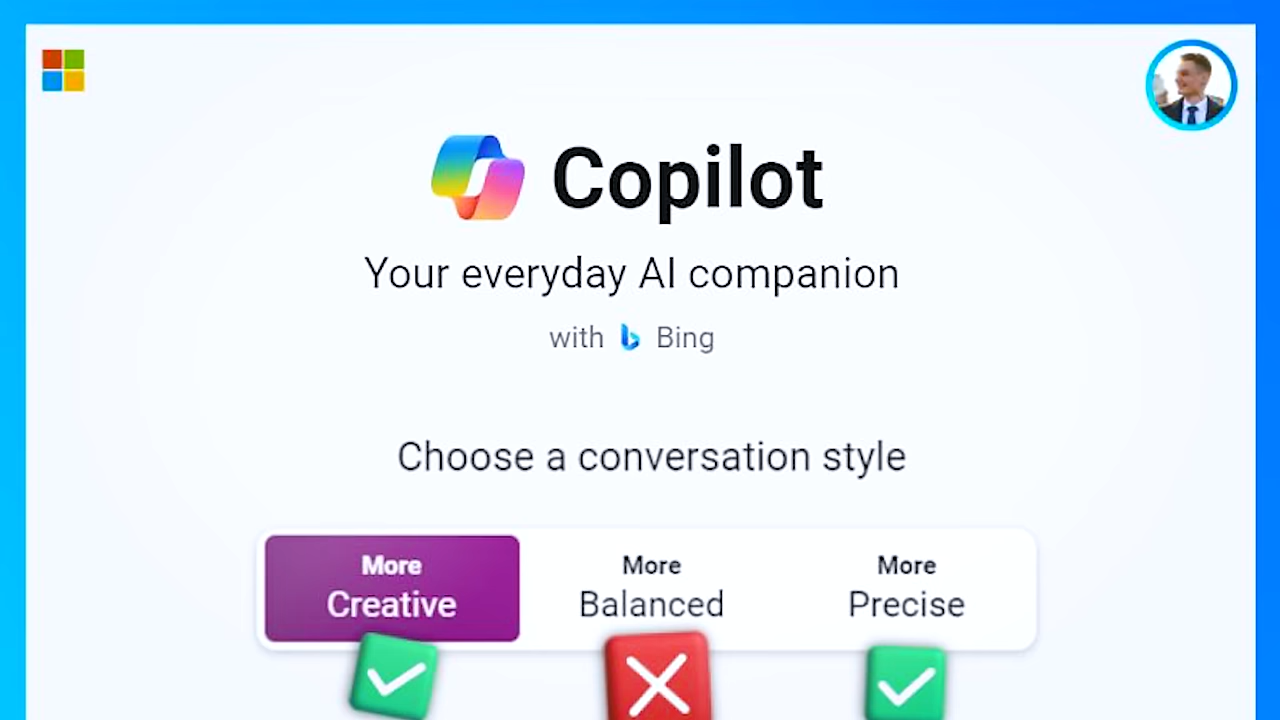 Copilot
Your everyday AI companion
with Bing
Choose a conversation style
More More More
Creative Balanced Precise